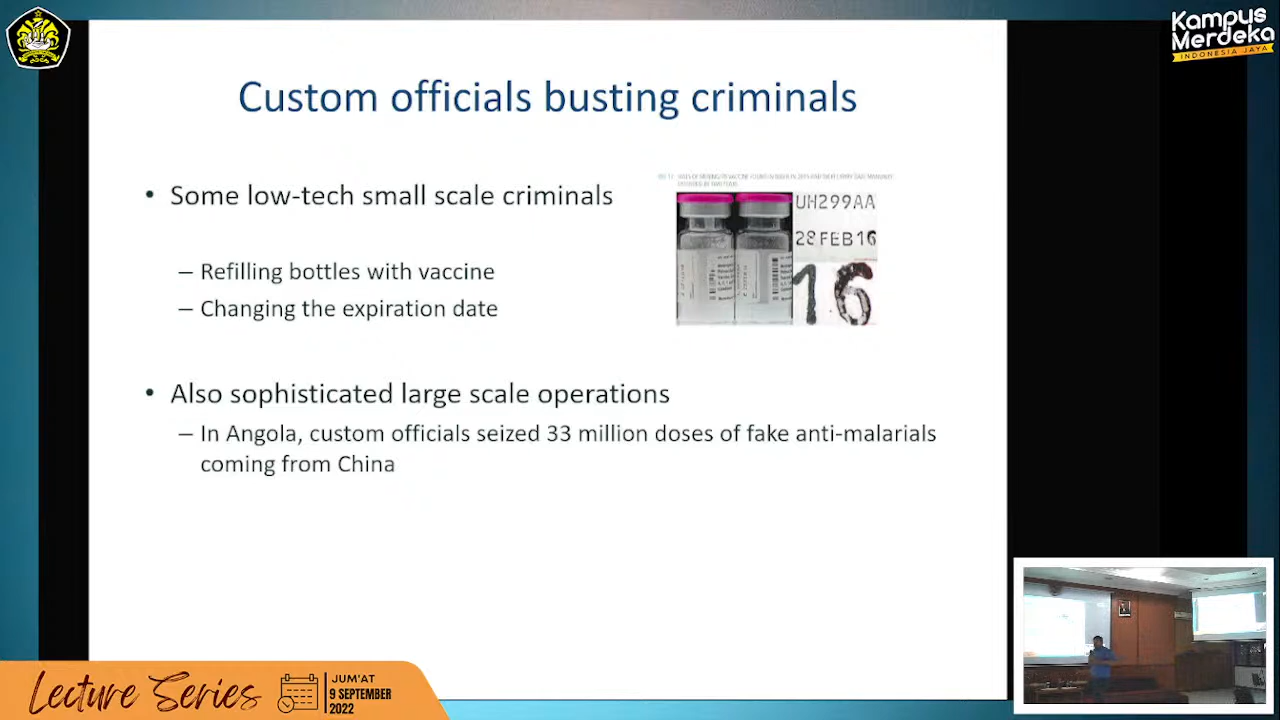 Kampus
Merdeka
INDONESIA JAYA
Custom officials busting criminals
• Some low-tech small scale criminals
– Refilling bottles with vaccine
– Changing the expiration date
UH299AA
28 FEB16
16
• Also sophisticated large scale operations
– In Angola, custom officials seized 33 million doses of fake anti-malarials
coming from China
Lecture Series
JUM'AT
9 SEPTEMBER
2022